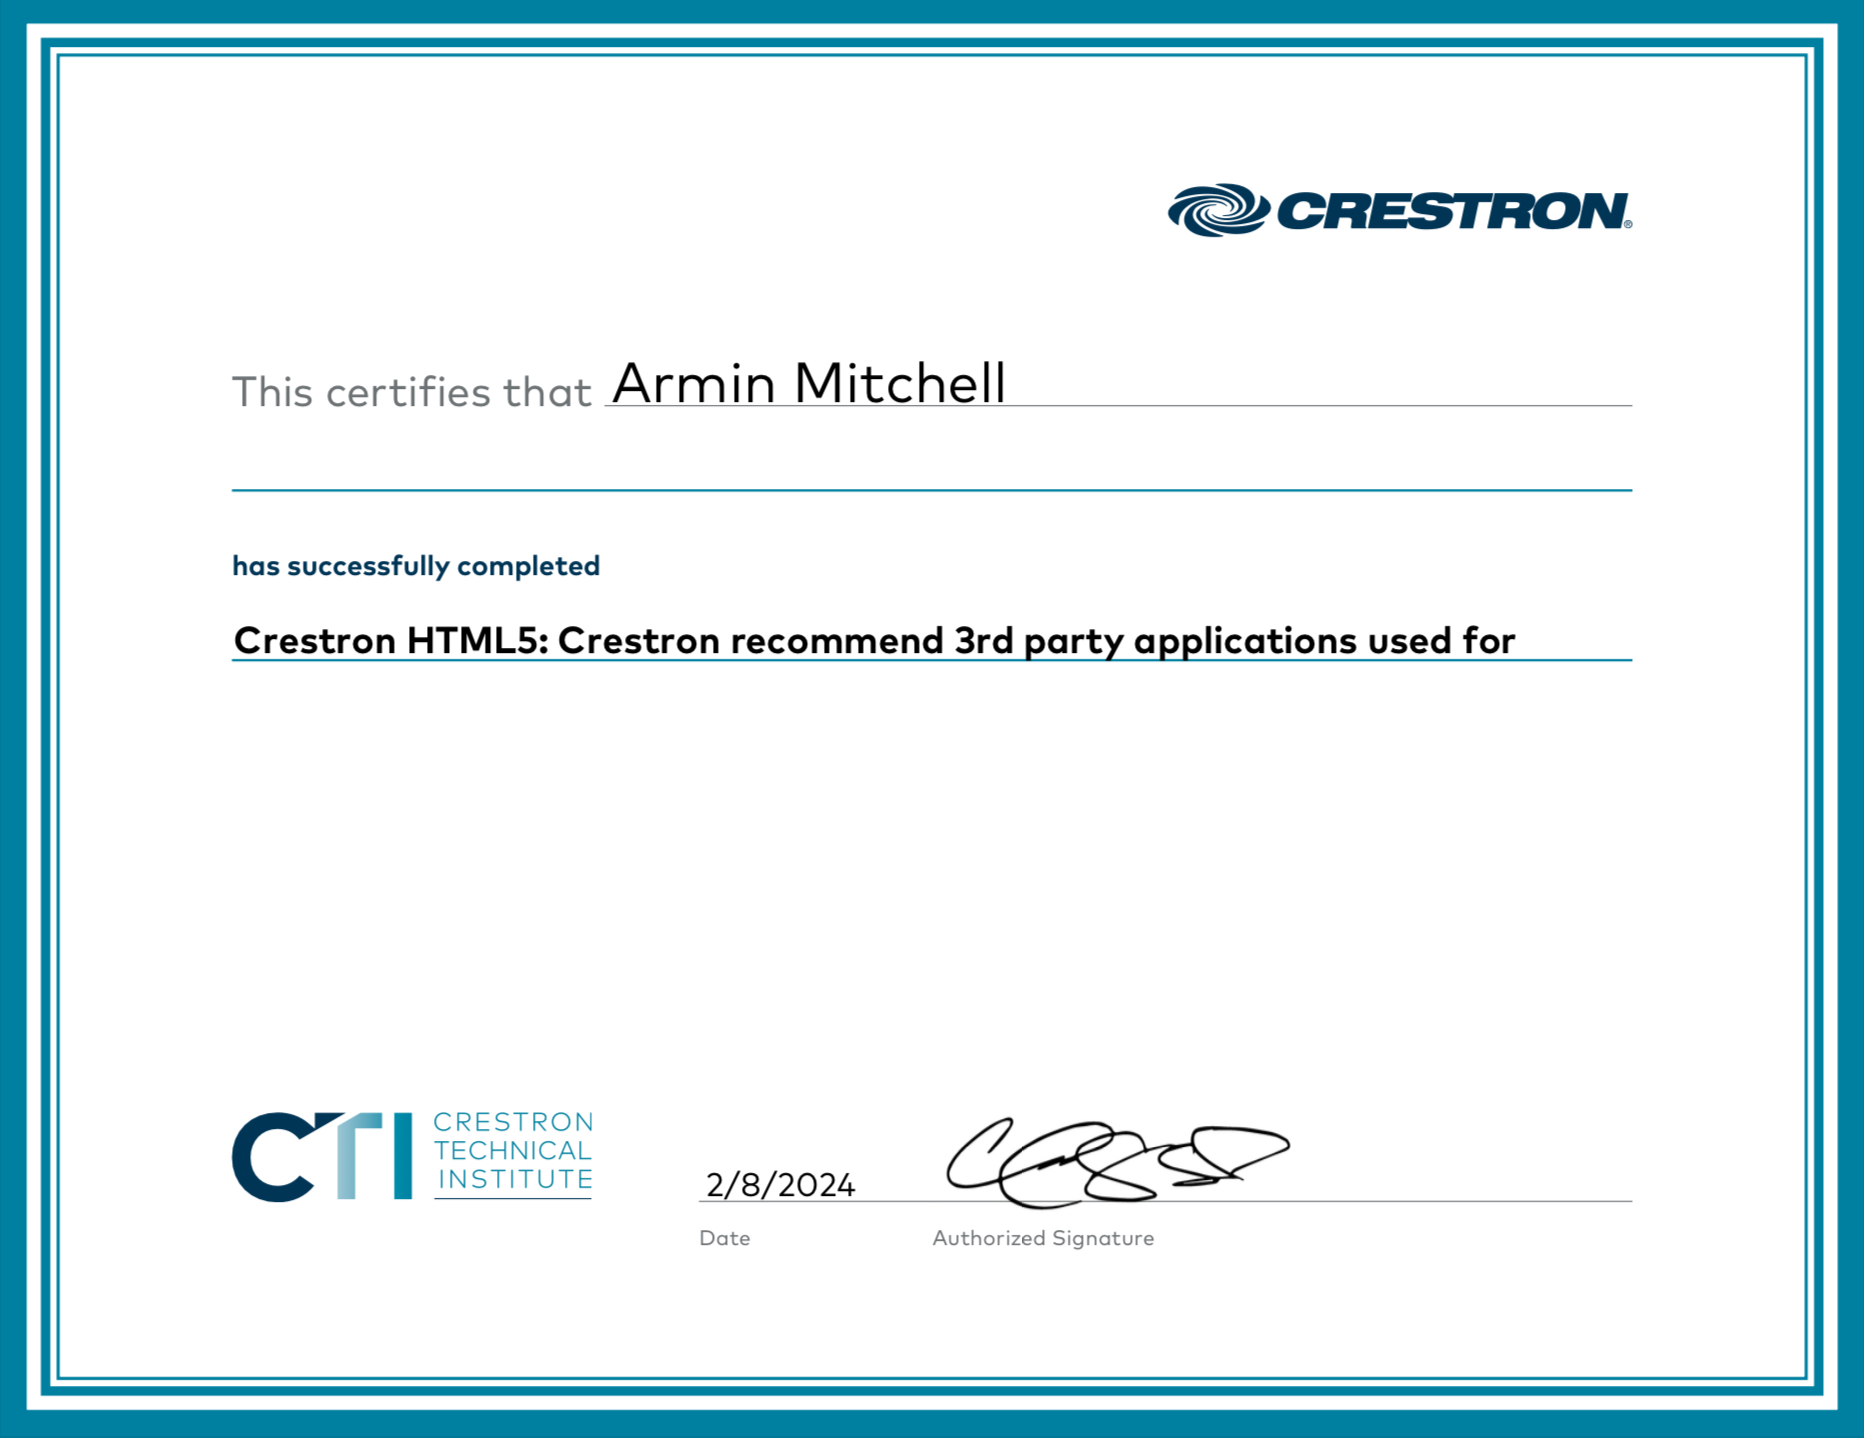 CRESTRON®
This certifies that Armin Mitchell
has successfully completed
Crestron HTML5: Crestron recommend 3rd party applications used for
CTI
CRESTRON
TECHNICAL
INSTITUTE
2/8/2024
Date
Authorized Signature